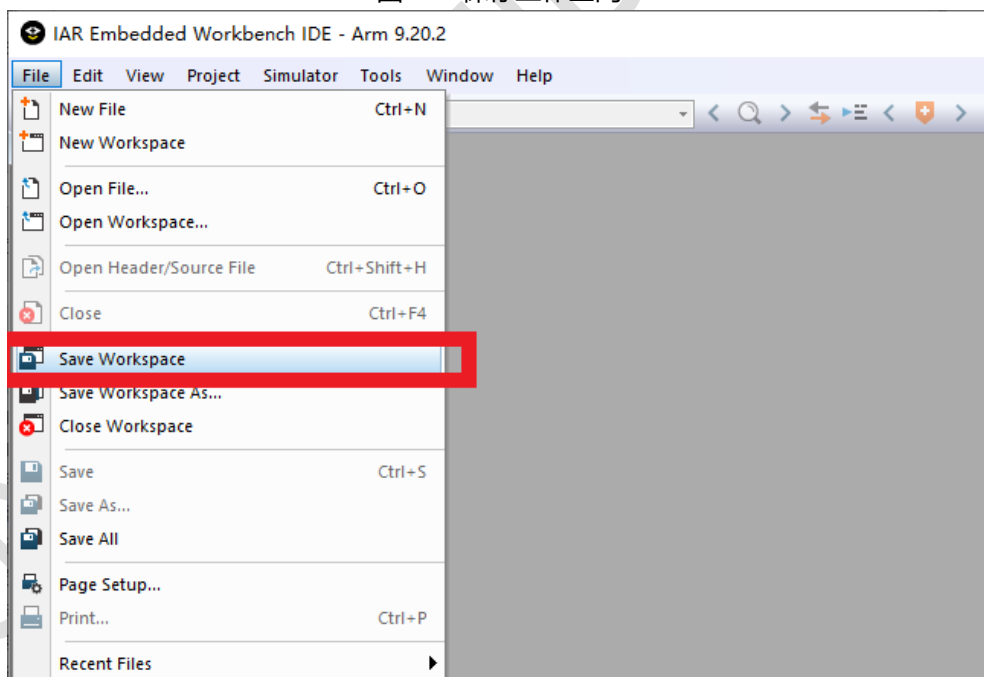 IAR Embedded Workbench IDE - Arm 9.20.2
File Edit View Project Simulator Tools Window Help
New File Ctrl+N
New Workspace
Open File... Ctrl+O
Open Workspace...
Open Header/Source File Ctrl+Shift+H
Close Ctrl+F4
Save Workspace
Save Workspace As...
Close Workspace
Save Ctrl+S
Save As...
Save All
Page Setup...
Print... Ctrl+P
Recent Files